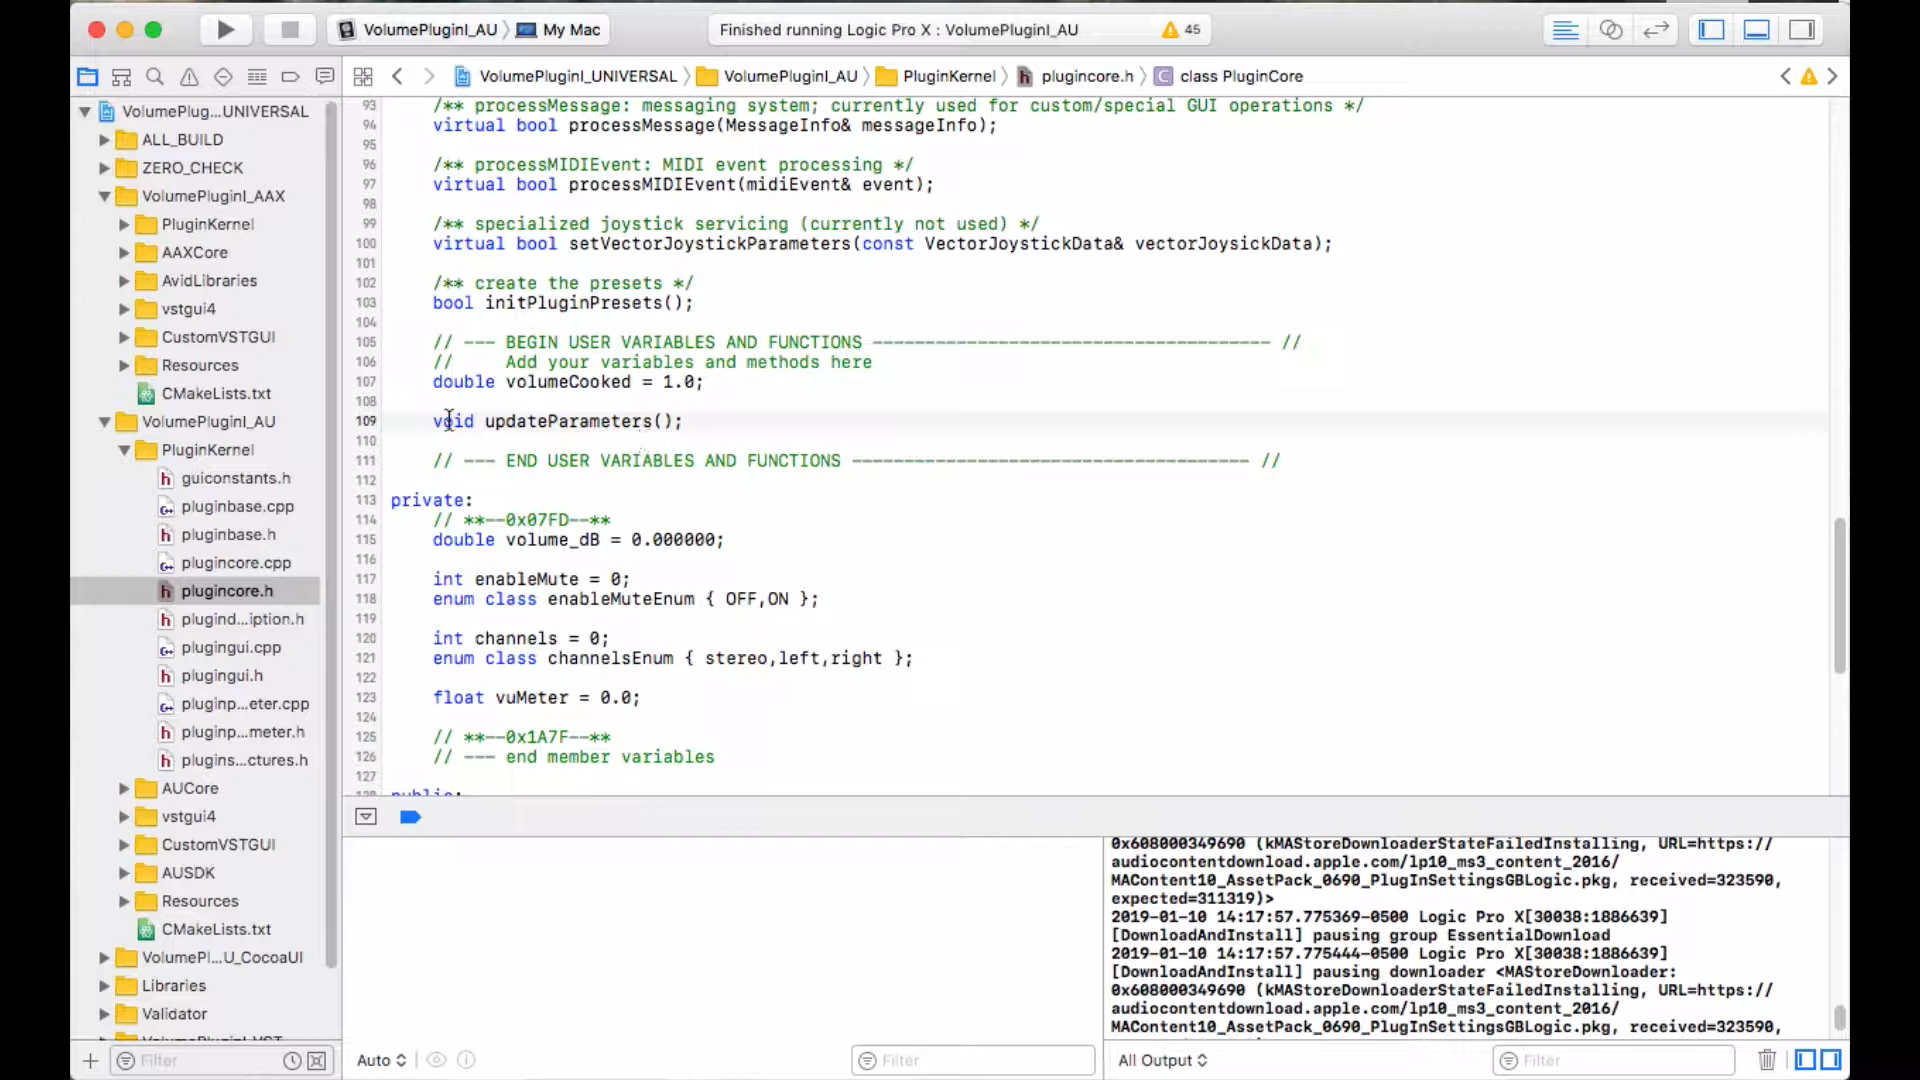 VolumePluginI_AU
My Mac
Finished running Logic Pro X : VolumePluginI_AU
45
VolumePluginI_UNIVERSAL
VolumePluginI_AU
PluginKernel
plugincore.h
class PluginCore
VolumePlug...UNIVERSAL
ALL_BUILD
ZERO_CHECK
VolumePluginI_AAX
PluginKernel
AAXCore
AvidLibraries
vstgui4
CustomVSTGUI
Resources
CMakeLists.txt
VolumePluginI_AU
PluginKernel
guiconstants.h
pluginbase.cpp
pluginbase.h
plugincore.cpp
plugincore.h
plugind...iption.h
plugingui.cpp
plugingui.h
pluginp...eter.cpp
pluginp...meter.h
plugins...ctures.h
AUCore
vstgui4
CustomVSTGUI
AUSDK
Resources
CMakeLists.txt
VolumePl...U_CocoaUI
Libraries
Validator
Filter
93 /** processMessage: messaging system; currently used for custom/special GUI operations */
94 virtual bool processMessage(MessageInfo& messageInfo);
95
96 /** processMIDIEvent: MIDI event processing */
97 virtual bool processMIDIEvent(midiEvent& event);
98
99 /** specialized joystick servicing (currently not used) */
100 virtual bool setVectorJoystickParameters(const VectorJoystickData& vectorJoysickData);
101
102 /** create the presets */
103 bool initPluginPresets();
104
105 // --- BEGIN USER VARIABLES AND FUNCTIONS -------------------------------------- //
106 // Add your variables and methods here
107 double volumeCooked = 1.0;
108
109 void updateParameters();
110
111 // --- END USER VARIABLES AND FUNCTIONS -------------------------------------- //
112
113 private:
114 // **--0x07FD--**
115 double volume_dB = 0.000000;
116
117 int enableMute = 0;
118 enum class enableMuteEnum { OFF,ON };
119
120 int channels = 0;
121 enum class channelsEnum { stereo,left,right };
122
123 float vuMeter = 0.0;
124
125 // **--0x1A7F--**
126 // --- end member variables
127
128 public:
Auto
Filter
0x608000349690 (kMAStoreDownloaderStateFailedInstalling, URL=https://
audiocontentdownload.apple.com/lp10_ms3_content_2016/
MAContent10_AssetPack_0690_PlugInSettingsGBLogic.pkg, received=323590,
expected=311319)>
2019-01-10 14:17:57.775369-0500 Logic Pro X[30038:1886639]
[DownloadAndInstall] pausing group EssentialDownload
2019-01-10 14:17:57.775444-0500 Logic Pro X[30038:1886639]
[DownloadAndInstall] pausing downloader <MAStoreDownloader:
0x608000349690 (kMAStoreDownloaderStateFailedInstalling, URL=https://
audiocontentdownload.apple.com/lp10_ms3_content_2016/
MAContent10_AssetPack_0690_PlugInSettingsGBLogic.pkg, received=323590,
All Output
Filter